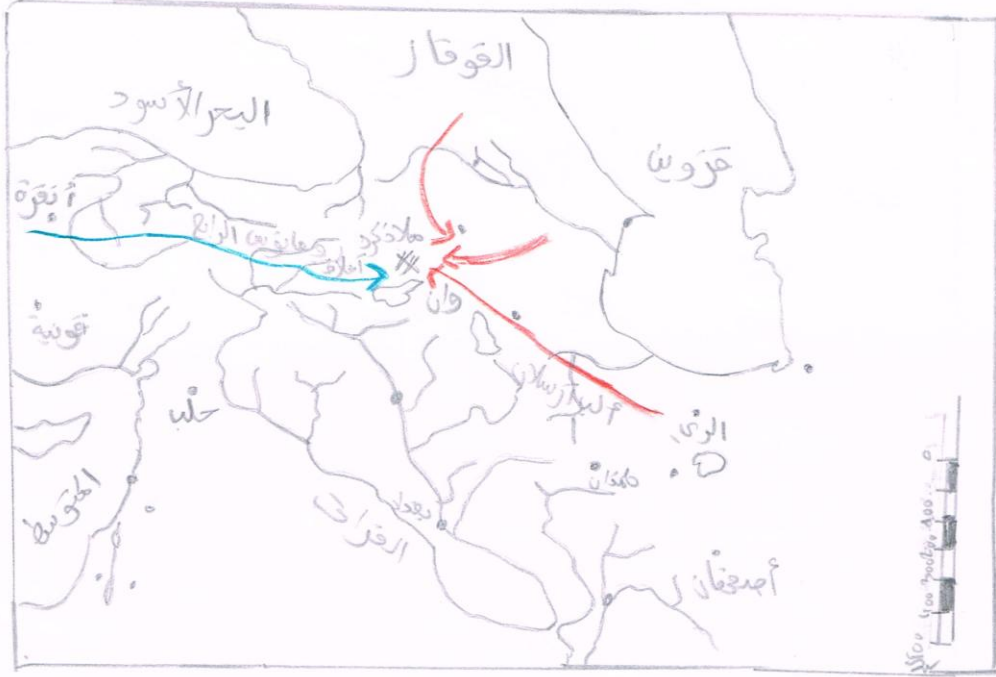 القوقاز
البحر الأسود
قزوين
أنقرة
ملاذكرد
رومانوس الرابع
أخلاط
وان
قونية
حلب
ألب أرسلان
الري
همذان
المتوسط
الفرات
بغداد
أصفهان